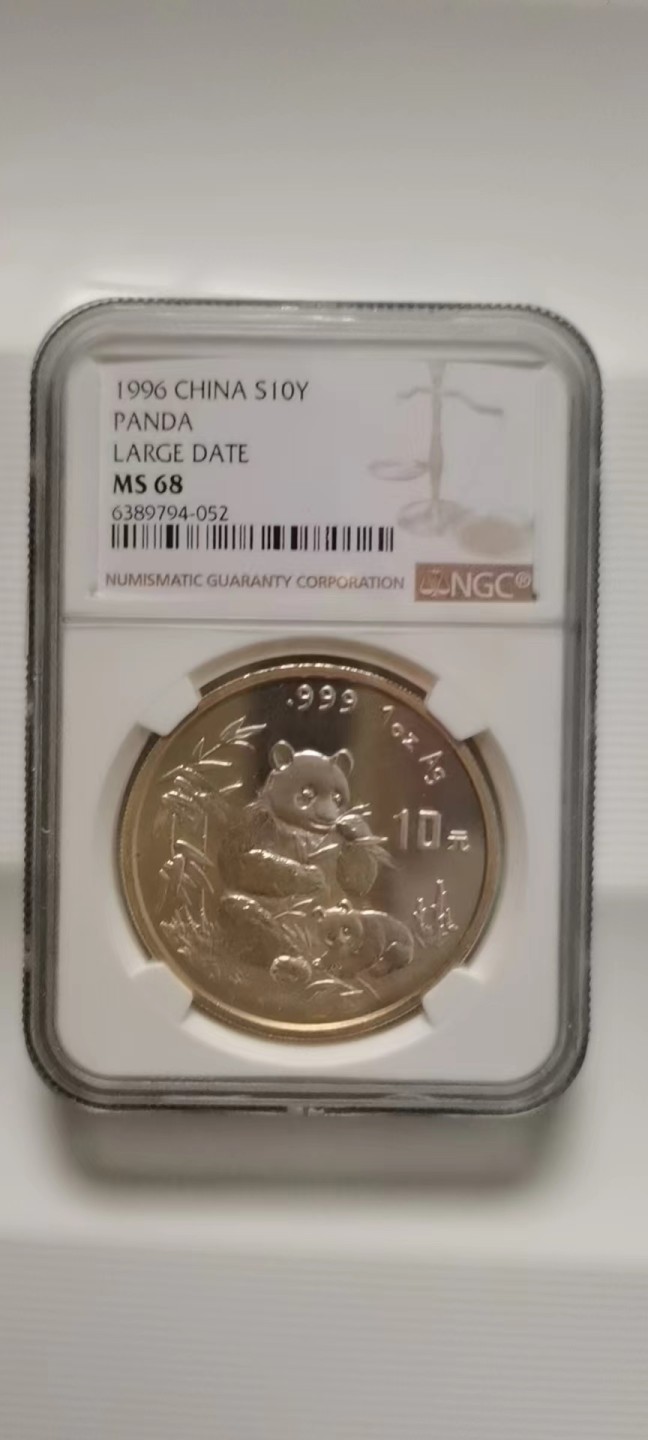 1996 CHINA S10Y
PANDA
LARGE DATE
MS 68
6389794-052
NUMISMATIC GUARANTY CORPORATION NGC®
.999 1oz Ag
10元